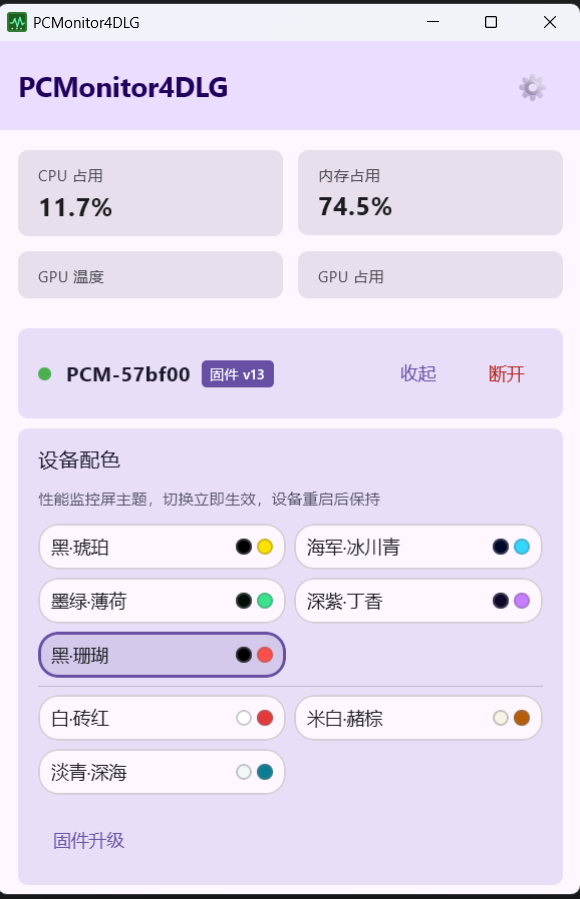 PCMonitor4DLG
PCMonitor4DLG
CPU 占用
11.7%
内存占用
74.5%
GPU 温度
GPU 占用
PCM-57bf00 固件 v13 收起 断开
设备配色
性能监控屏主题，切换立即生效，设备重启后保持
黑·琥珀
海军·冰川青
墨绿·薄荷
深紫·丁香
黑·珊瑚
白·砖红
米白·赭棕
淡青·深海
固件升级